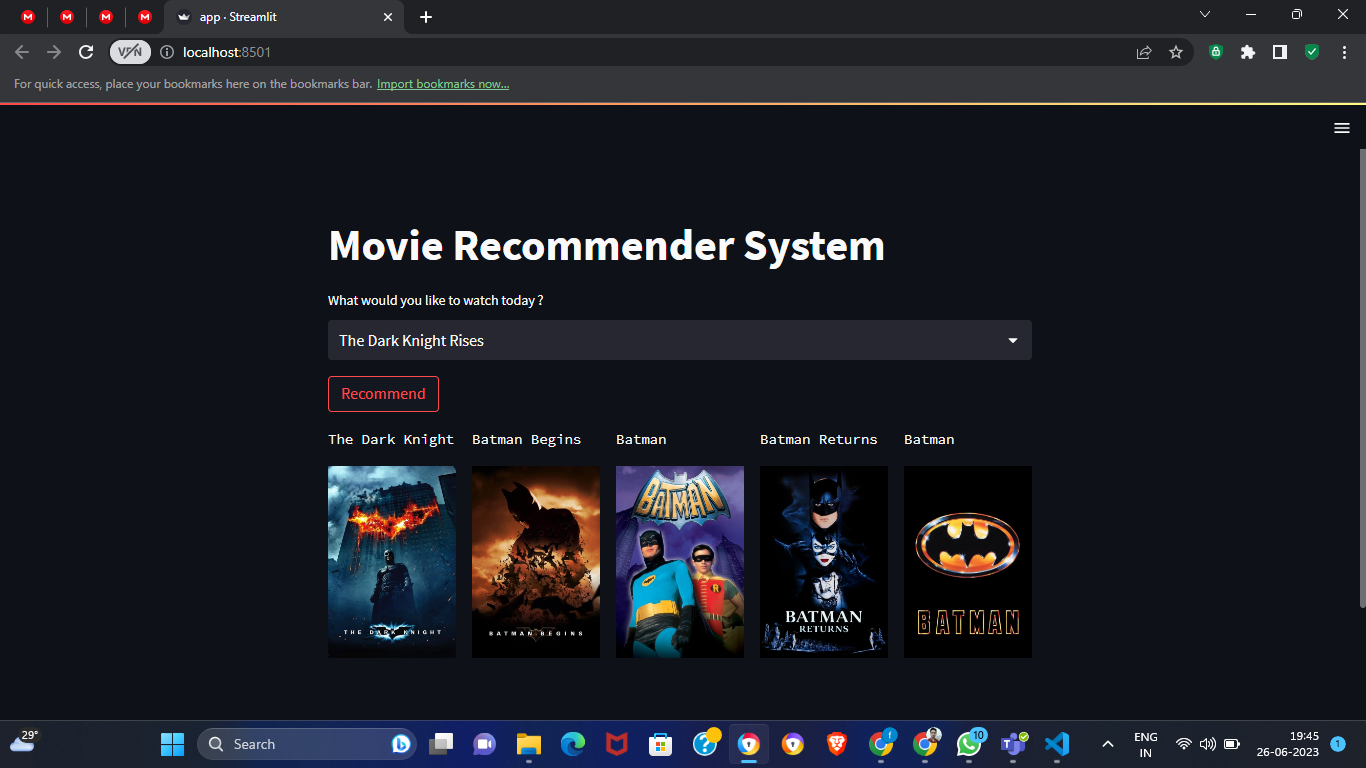 app · Streamlit
VPN
localhost:8501
For quick access, place your bookmarks here on the bookmarks bar. Import bookmarks now...
Movie Recommender System
What would you like to watch today ?
The Dark Knight Rises
Recommend
The Dark Knight Batman Begins Batman Batman Returns Batman
BATMAN
THE DARK KNIGHT
BATMAN BEGINS
R
BATMAN
RETURNS
BATMAN
29°
Search
f
10
ENG
IN
19:45
26-06-2023
1